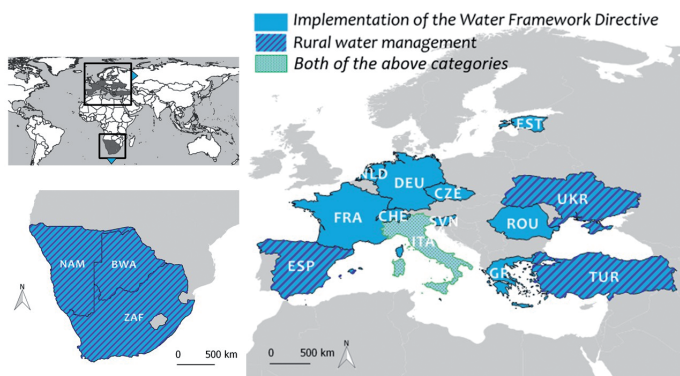 Implementation of the Water Framework Directive
Rural water management
Both of the above categories
EST
NLD
DEU
CZE
UKR
FRA
CHE
SVN
ROU
ITA
ESP
GR
TUR
N
0 500 km
NAM
BWA
ZAF
N
0 500 km